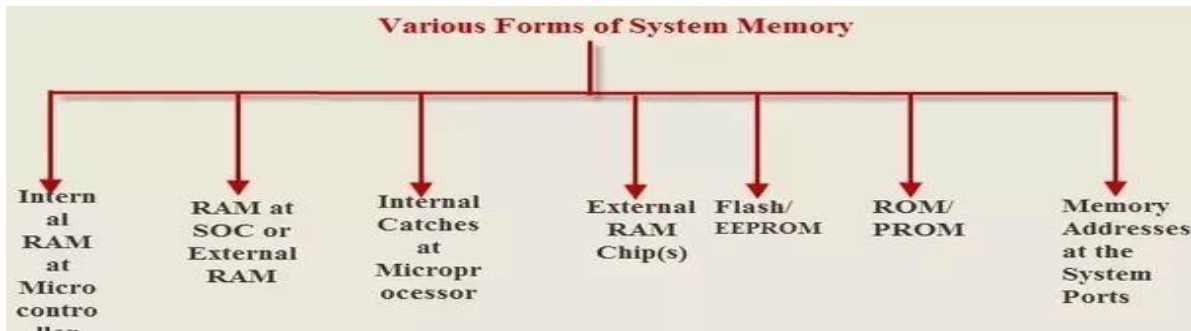 Various Forms of System Memory
Intern
al
RAM
at
Micro
contro
ller
RAM at
SOC or
External
RAM
Internal
Catches
at
Micropr
ocessor
External
RAM
Chip(s)
Flash/
EEPROM
ROM/
PROM
Memory
Addresses
at the
System
Ports